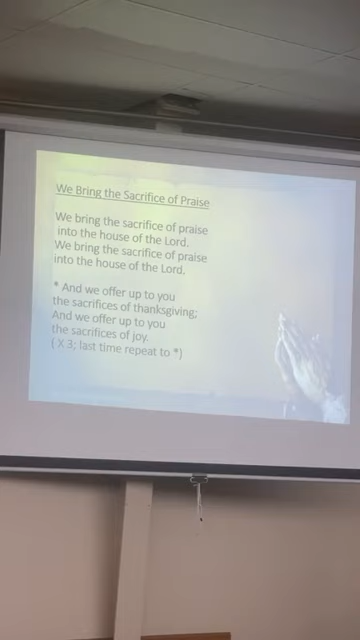 We Bring the Sacrifice of Praise
We bring the sacrifice of praise
into the house of the Lord.
We bring the sacrifice of praise
into the house of the Lord.
* And we offer up to you
the sacrifices of thanksgiving;
And we offer up to you
the sacrifices of joy.
( X 3; last time repeat to *)